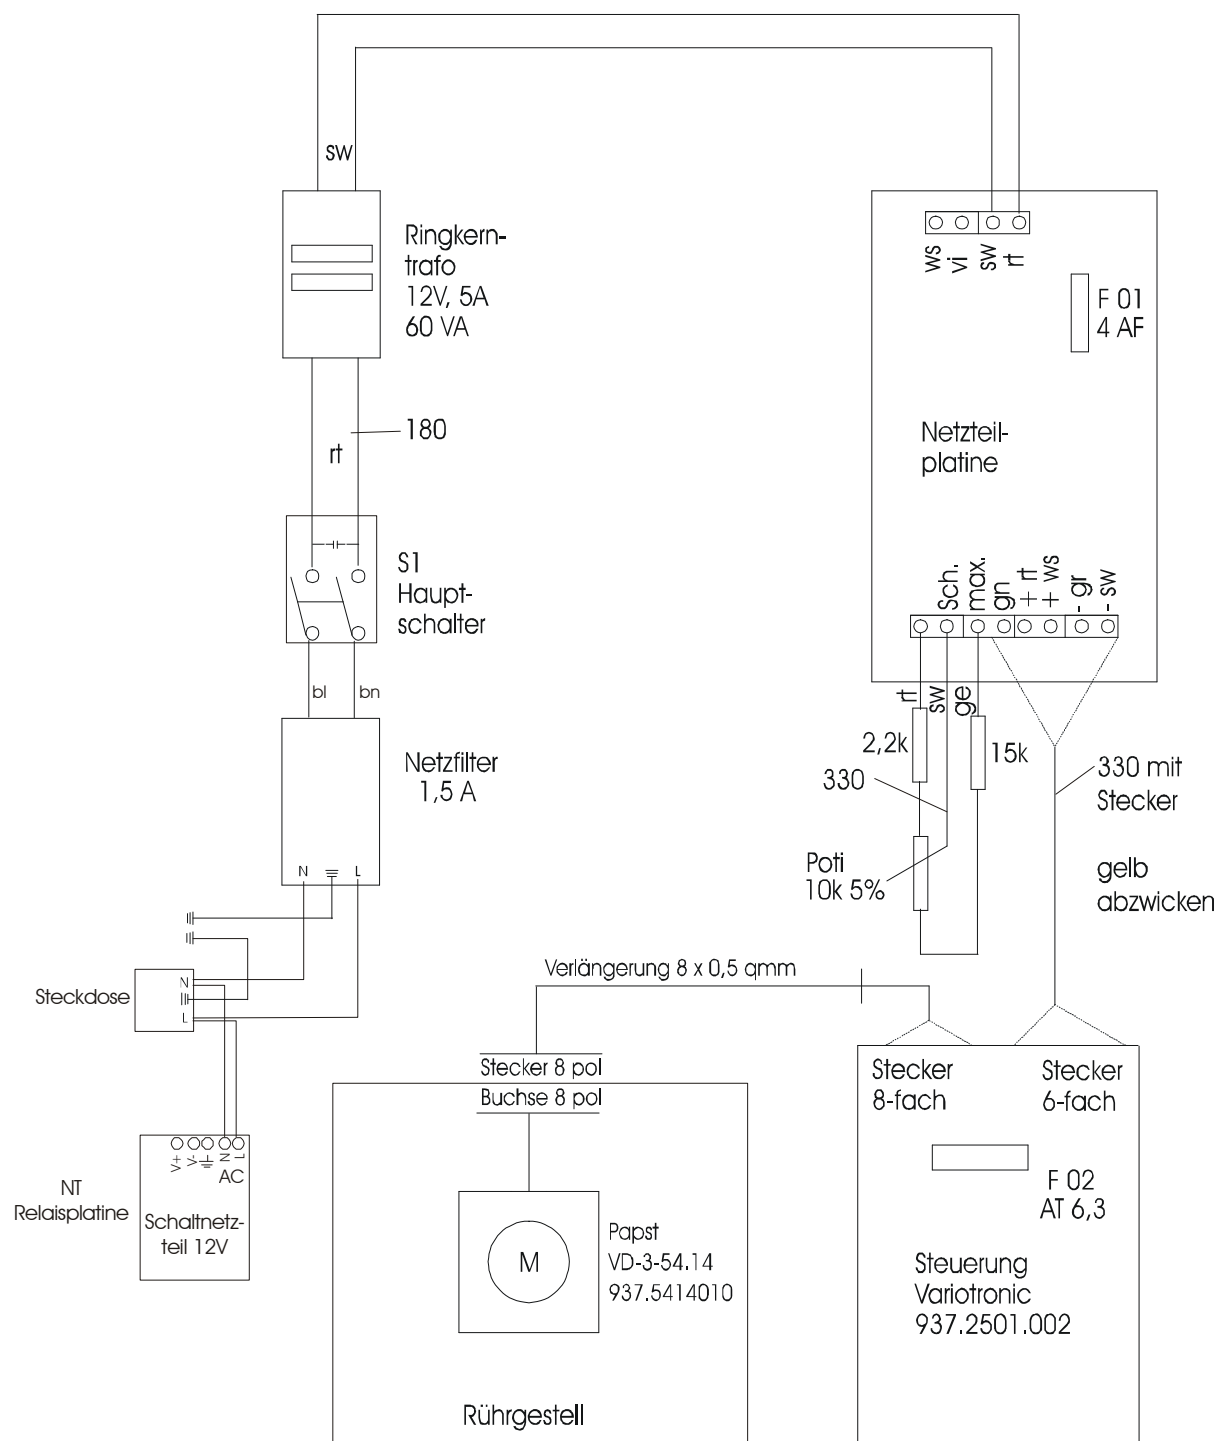 sw
Ringkern-
trafo
12V, 5A
60 VA
ws
vi
sw
rt
F 01
4 AF
180
rt
Netzteil-
platine
S1
Haupt-
schalter
Sch.
max.
gn
+ rt
+ ws
- gr
- sw
bl
bn
rt
sw
ge
2,2k
15k
330
Netzfilter
1,5 A
330 mit
Stecker
Poti
10k 5%
gelb
abzwicken
N
L
Verlängerung 8 x 0,5 qmm
Steckdose
N
L
Stecker 8 pol
Buchse 8 pol
Stecker
8-fach
Stecker
6-fach
V+
V-
N
L
AC
NT
Relaisplatine
Schaltnetz-
teil 12V
F 02
AT 6,3
M
Papst
VD-3-54.14
937.5414010
Steuerung
Variotronic
937.2501.002
Rührgestell